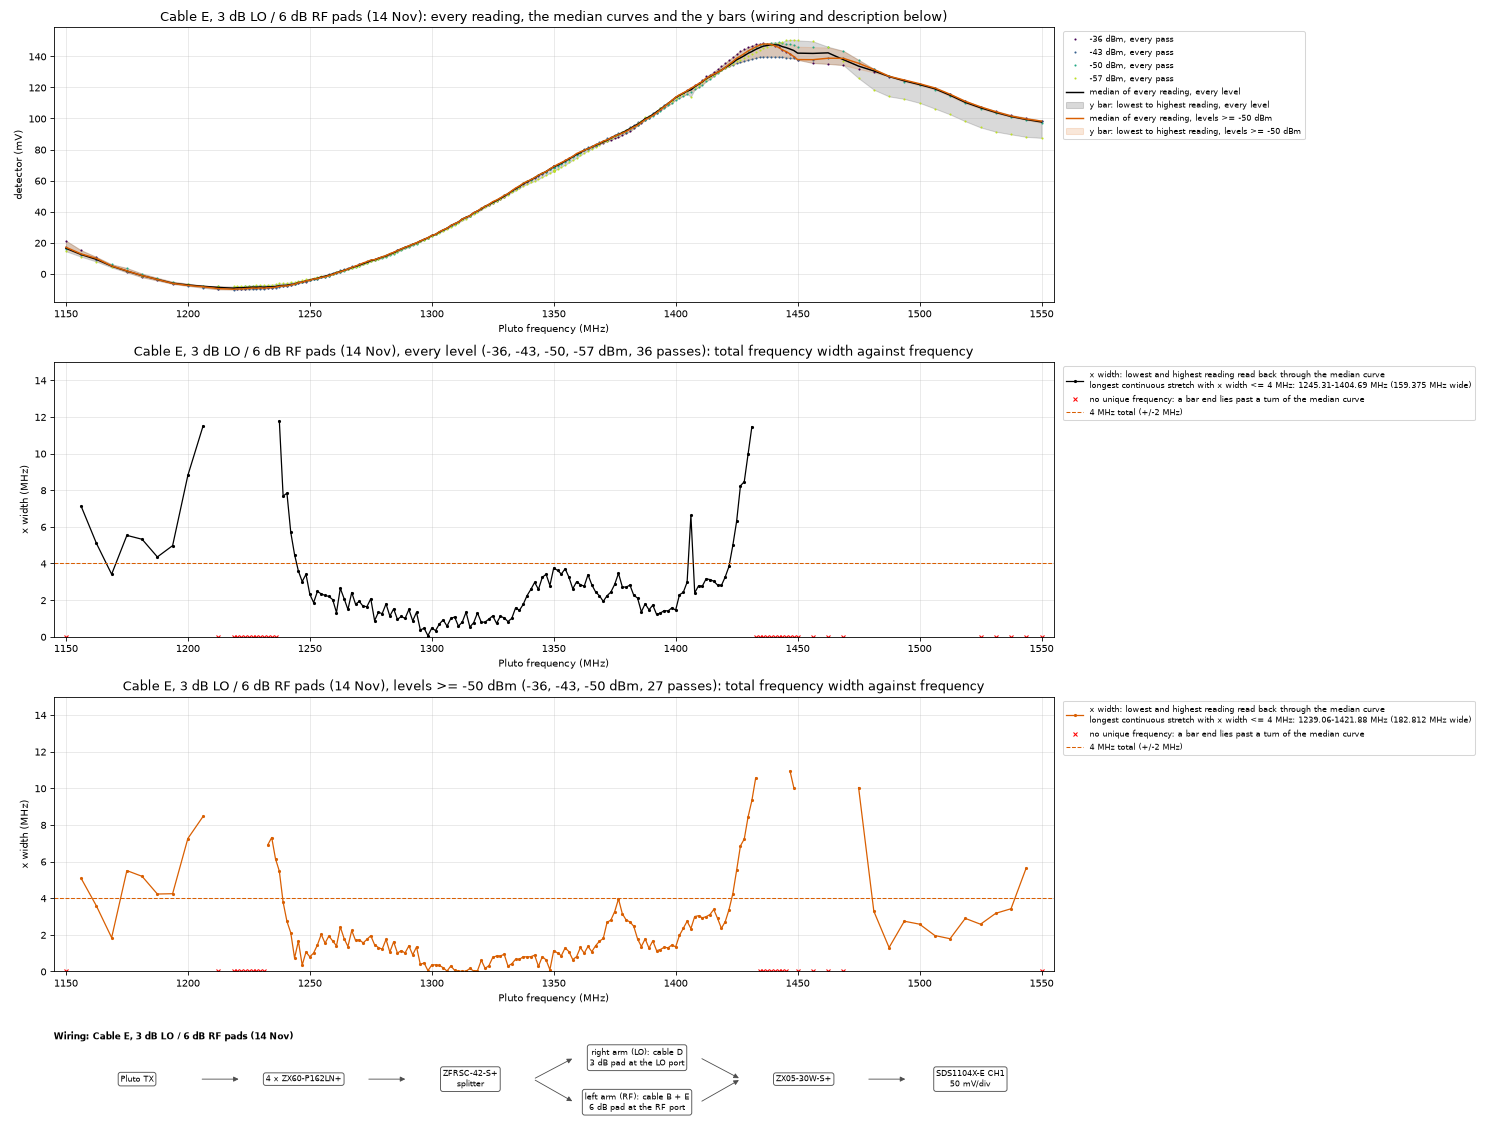 Cable E, 3 dB LO / 6 dB RF pads (14 Nov): every reading, the median curves and the y bars (wiring and description below)
detector (mV)
140
120
100
80
60
40
20
0
1150 1200 1250 1300 1350 1400 1450 1500 1550
Pluto frequency (MHz)
-36 dBm, every pass
-43 dBm, every pass
-50 dBm, every pass
-57 dBm, every pass
median of every reading, every level
y bar: lowest to highest reading, every level
median of every reading, levels >= -50 dBm
y bar: lowest to highest reading, levels >= -50 dBm
Cable E, 3 dB LO / 6 dB RF pads (14 Nov), every level (-36, -43, -50, -57 dBm, 36 passes): total frequency width against frequency
x width (MHz)
14
12
10
8
6
4
2
0
1150 1200 1250 1300 1350 1400 1450 1500 1550
Pluto frequency (MHz)
x width: lowest and highest reading read back through the median curve
longest continuous stretch with x width <= 4 MHz: 1245.31-1404.69 MHz (159.375 MHz wide)
no unique frequency: a bar end lies past a turn of the median curve
4 MHz total (+/-2 MHz)
Cable E, 3 dB LO / 6 dB RF pads (14 Nov), levels >= -50 dBm (-36, -43, -50 dBm, 27 passes): total frequency width against frequency
x width (MHz)
14
12
10
8
6
4
2
0
1150 1200 1250 1300 1350 1400 1450 1500 1550
Pluto frequency (MHz)
x width: lowest and highest reading read back through the median curve
longest continuous stretch with x width <= 4 MHz: 1239.06-1421.88 MHz (182.812 MHz wide)
no unique frequency: a bar end lies past a turn of the median curve
4 MHz total (+/-2 MHz)
Wiring: Cable E, 3 dB LO / 6 dB RF pads (14 Nov)
Pluto TX
4 x ZX60-P162LN+
ZFRSC-42-S+
splitter
right arm (LO): cable D
3 dB pad at the LO port
left arm (RF): cable B + E
6 dB pad at the RF port
ZX05-30W-S+
SDS1104X-E CH1
50 mV/div